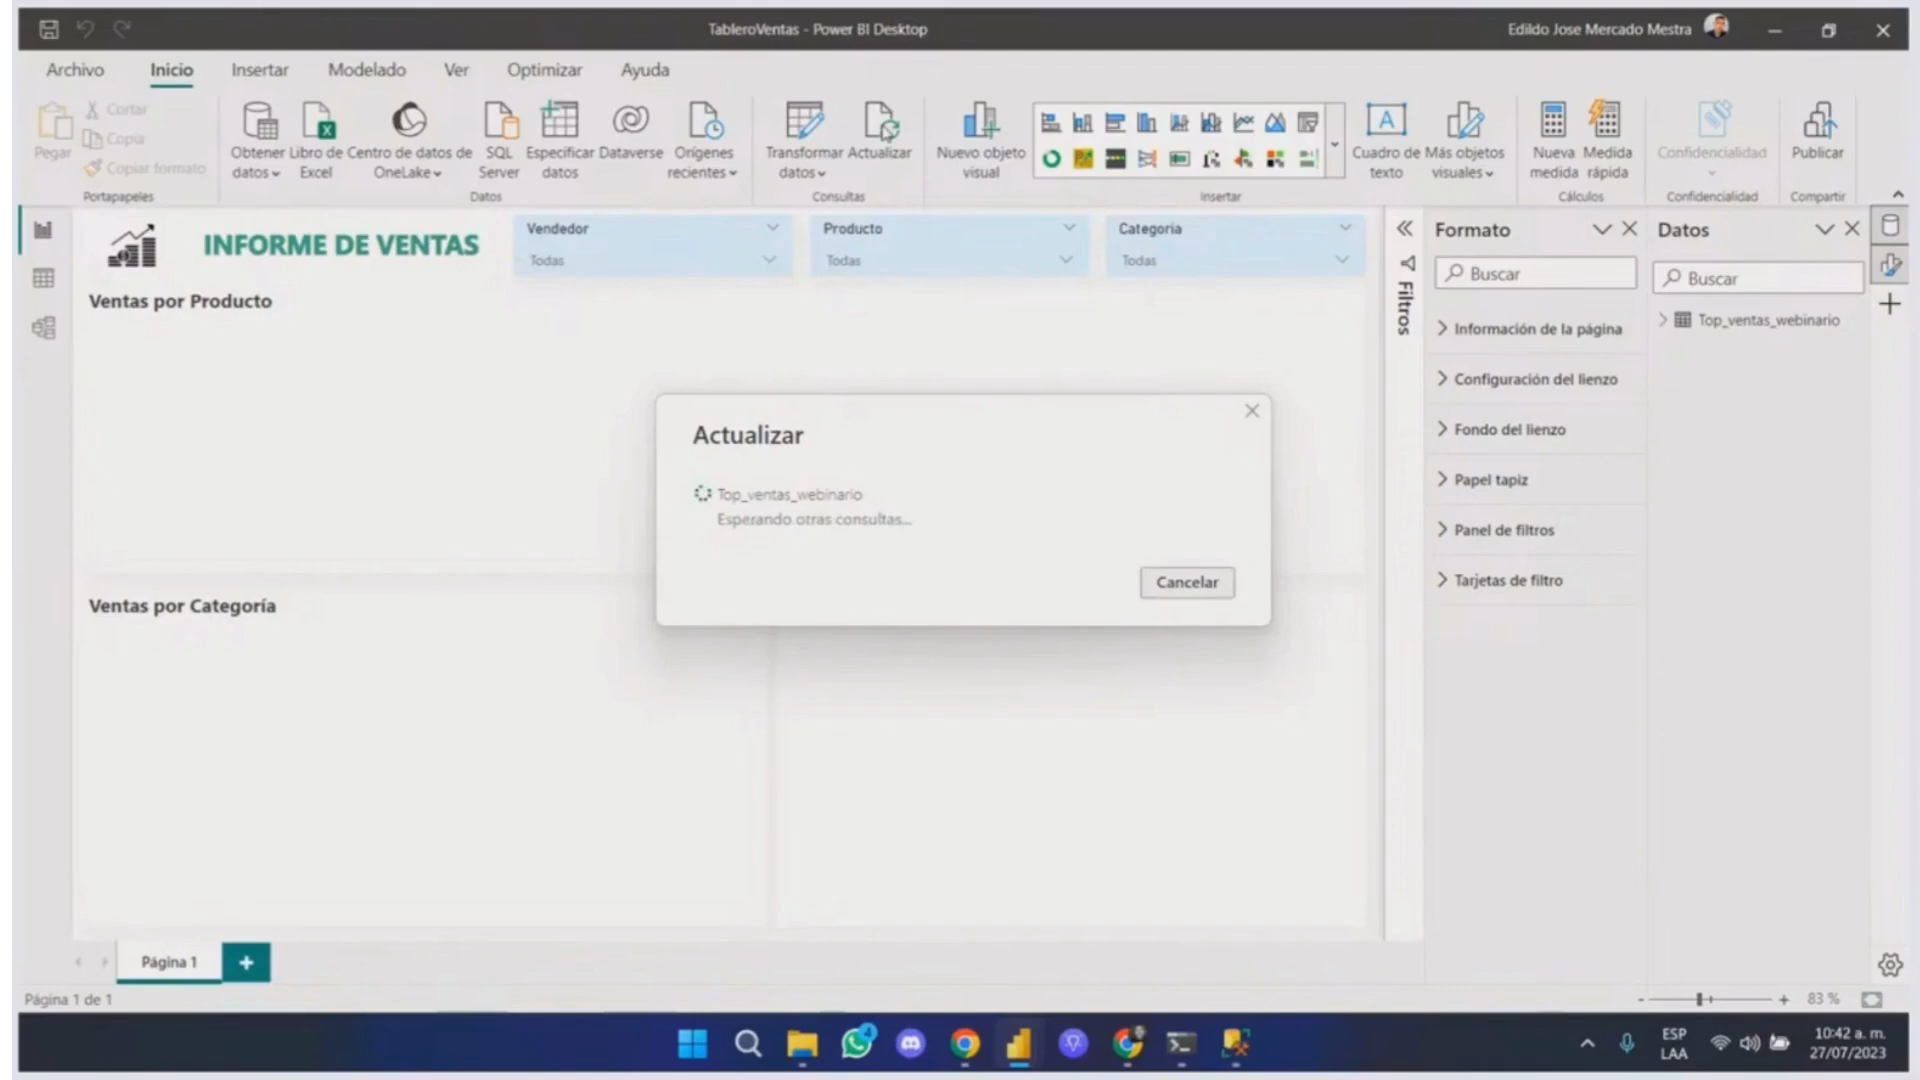 TableroVentas - Power BI Desktop
Edildo Jose Mercado Mestra
Archivo Inicio Insertar Modelado Ver Optimizar Ayuda
Pegar
Cortar
Copiar
Copiar formato
Portapapeles
Obtener datos
Libro de Excel
Centro de datos de OneLake
SQL Server
Especificar datos
Dataverse
Orígenes recientes
Datos
Transformar datos
Actualizar
Consultas
Nuevo objeto visual
Insertar
Cuadro de texto
Más objetos visuales
Nueva medida
Medida rápida
Cálculos
Confidencialidad
Confidencialidad
Publicar
Compartir
INFORME DE VENTAS
Vendedor
Todas
Producto
Todas
Categoria
Todas
Ventas por Producto
Ventas por Categoría
Actualizar
Top_ventas_webinario
Esperando otras consultas...
Cancelar
Filtros
Formato
Buscar
Información de la página
Configuración del lienzo
Fondo del lienzo
Papel tapiz
Panel de filtros
Tarjetas de filtro
Datos
Buscar
Top_ventas_webinario
Página 1
Página 1 de 1
83 %
4
ESP
LAA
10:42 a. m.
27/07/2023